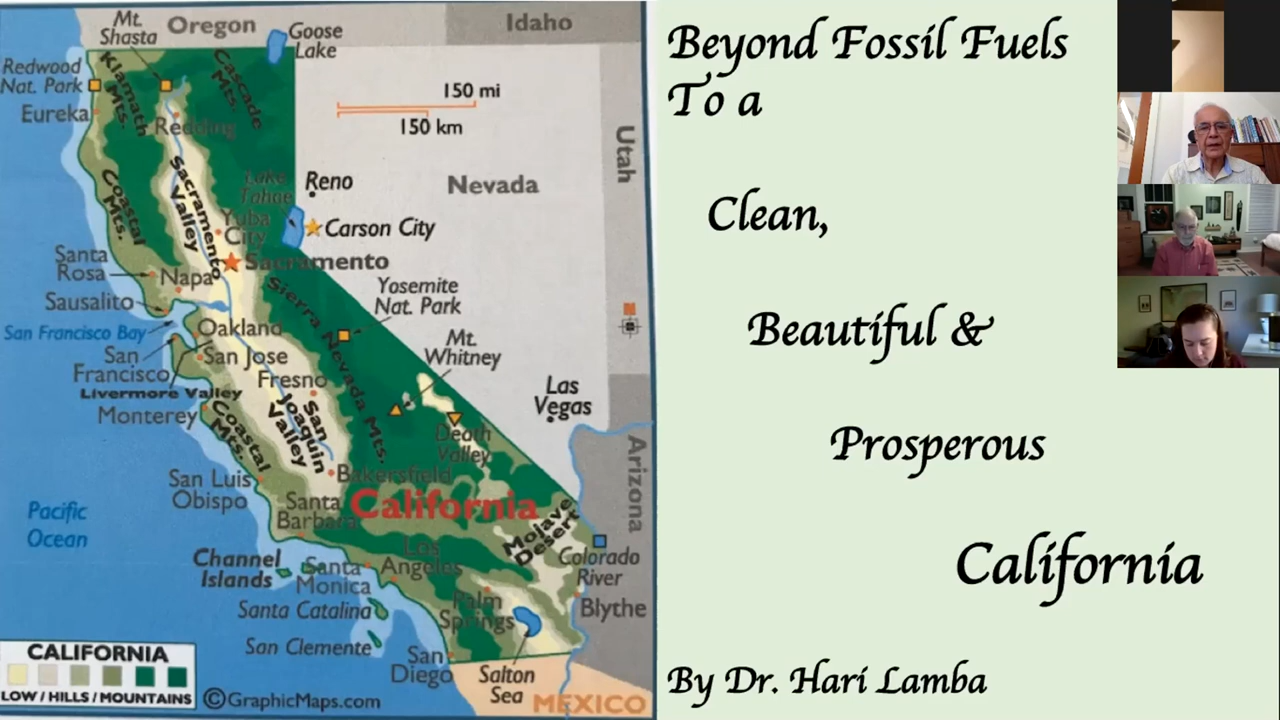 Mt.
Shasta
Oregon
Goose
Lake
Idaho
Redwood
Nat. Park
Klamath
Mts.
Cascade
Mts.
150 mi
150 km
Eureka
Redding
Utah
Sacramento
Valley
Coastal
Mts.
Lake
Tahoe
Reno
Nevada
Yuba
City
Carson City
Santa
Rosa
Napa
Sacramento
Sausalito
Sierra Nevada Mts.
Yosemite
Nat. Park
San Francisco Bay
Oakland
San
Francisco
San Jose
Mt.
Whitney
Fresno
Livermore Valley
Las
Vegas
Monterey
Coastal
Mts.
San
Joaquin
Valley
Death
Valley
Arizona
San Luis
Obispo
Bakersfield
Santa
Barbara
California
Mojave
Desert
Pacific
Ocean
Channel
Islands
Santa
Monica
Los
Angeles
Colorado
River
Santa Catalina
Palm
Springs
Blythe
San Clemente
San
Diego
Salton
Sea
CALIFORNIA
LOW / HILLS / MOUNTAINS
©GraphicMaps.com
MEXICO
Beyond Fossil Fuels
To a
Clean,
Beautiful &
Prosperous
California
By Dr. Hari Lamba